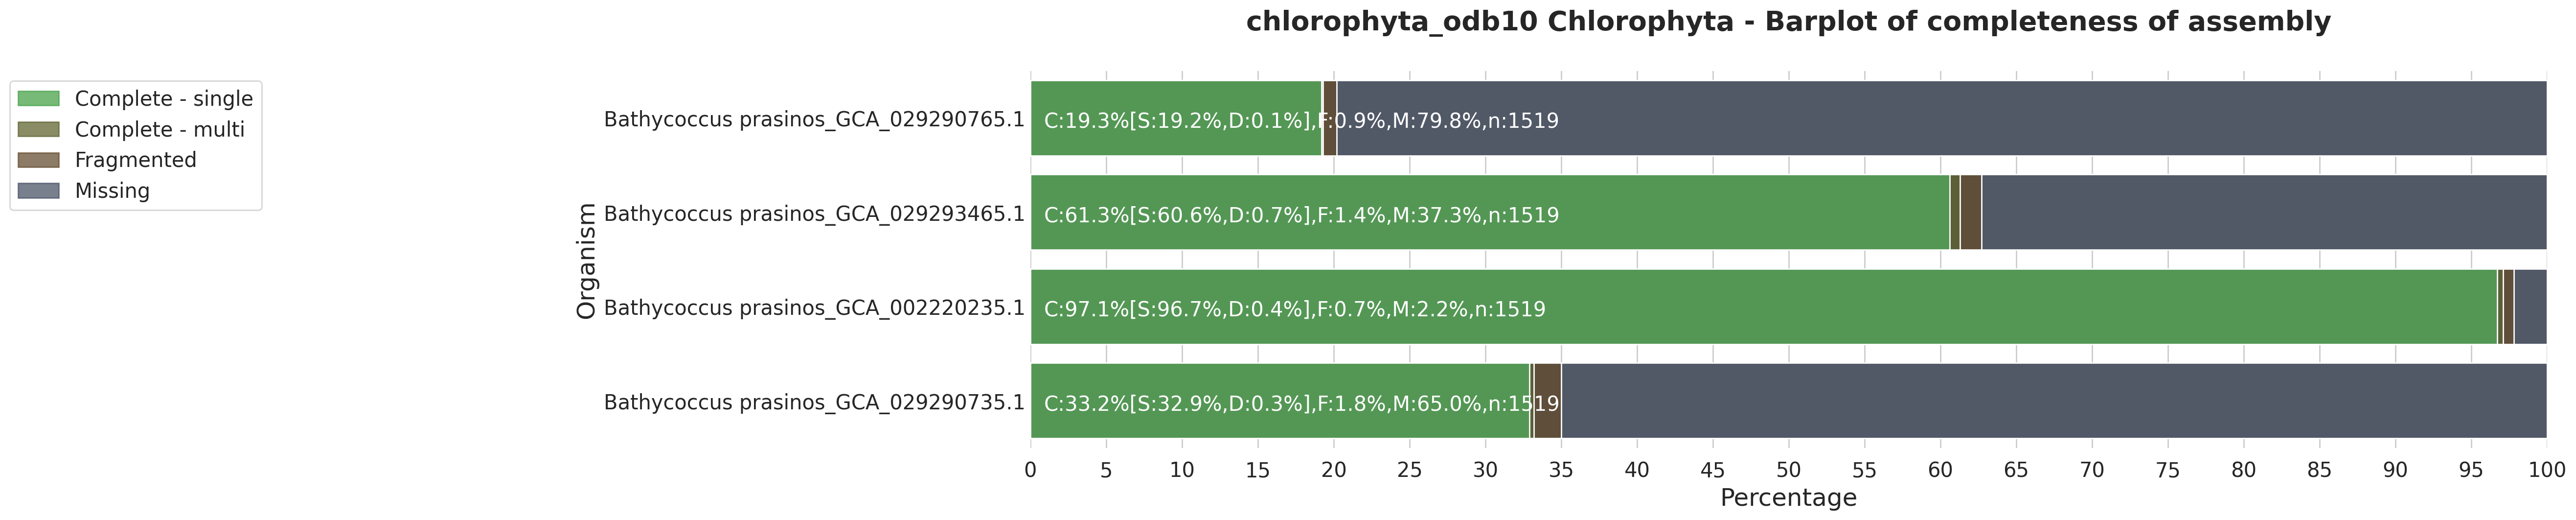 chlorophyta_odb10 Chlorophyta - Barplot of completeness of assembly
Complete - single
Complete - multi
Fragmented
Missing
Organism
Bathycoccus prasinos_GCA_029290765.1
C:19.3%[S:19.2%,D:0.1%],F:0.9%,M:79.8%,n:1519
Bathycoccus prasinos_GCA_029293465.1
C:61.3%[S:60.6%,D:0.7%],F:1.4%,M:37.3%,n:1519
Bathycoccus prasinos_GCA_002220235.1
C:97.1%[S:96.7%,D:0.4%],F:0.7%,M:2.2%,n:1519
Bathycoccus prasinos_GCA_029290735.1
C:33.2%[S:32.9%,D:0.3%],F:1.8%,M:65.0%,n:1519
0 5 10 15 20 25 30 35 40 45 50 55 60 65 70 75 80 85 90 95 100
Percentage